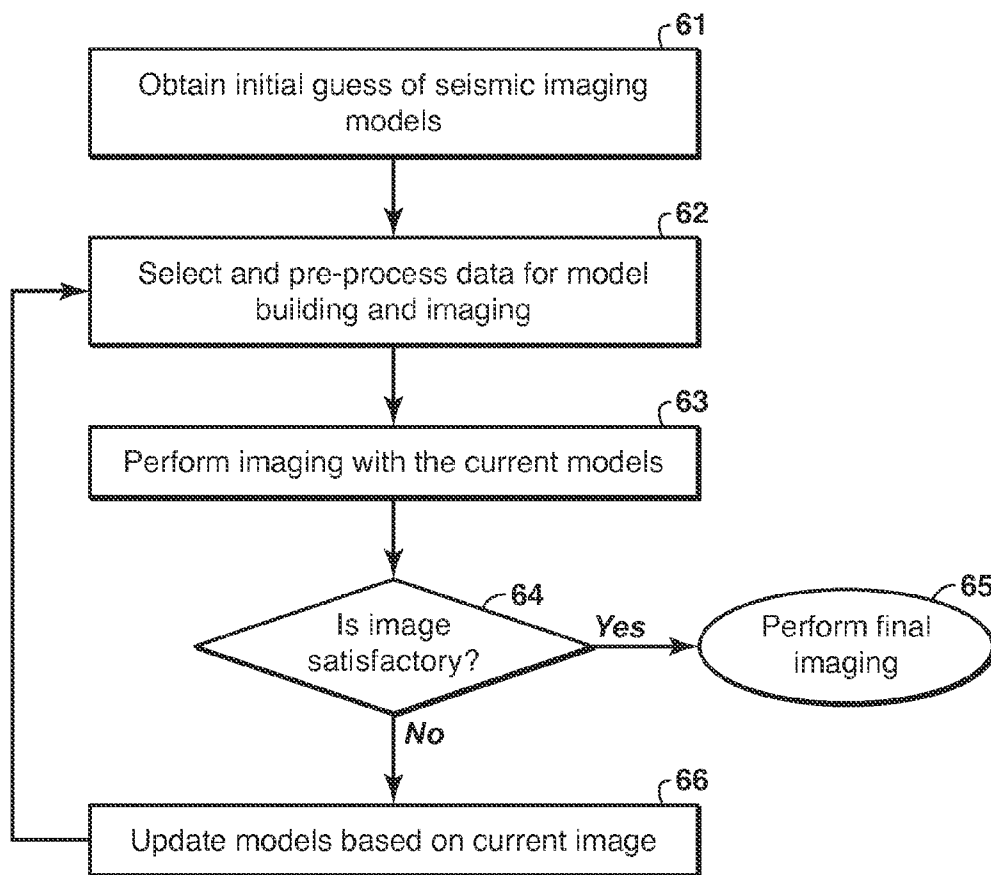 61
Obtain initial guess of seismic imaging
models
62
Select and pre-process data for model
building and imaging
63
Perform imaging with the current models
64
Is image
satisfactory?
Yes
65
Perform final
imaging
No
66
Update models based on current image